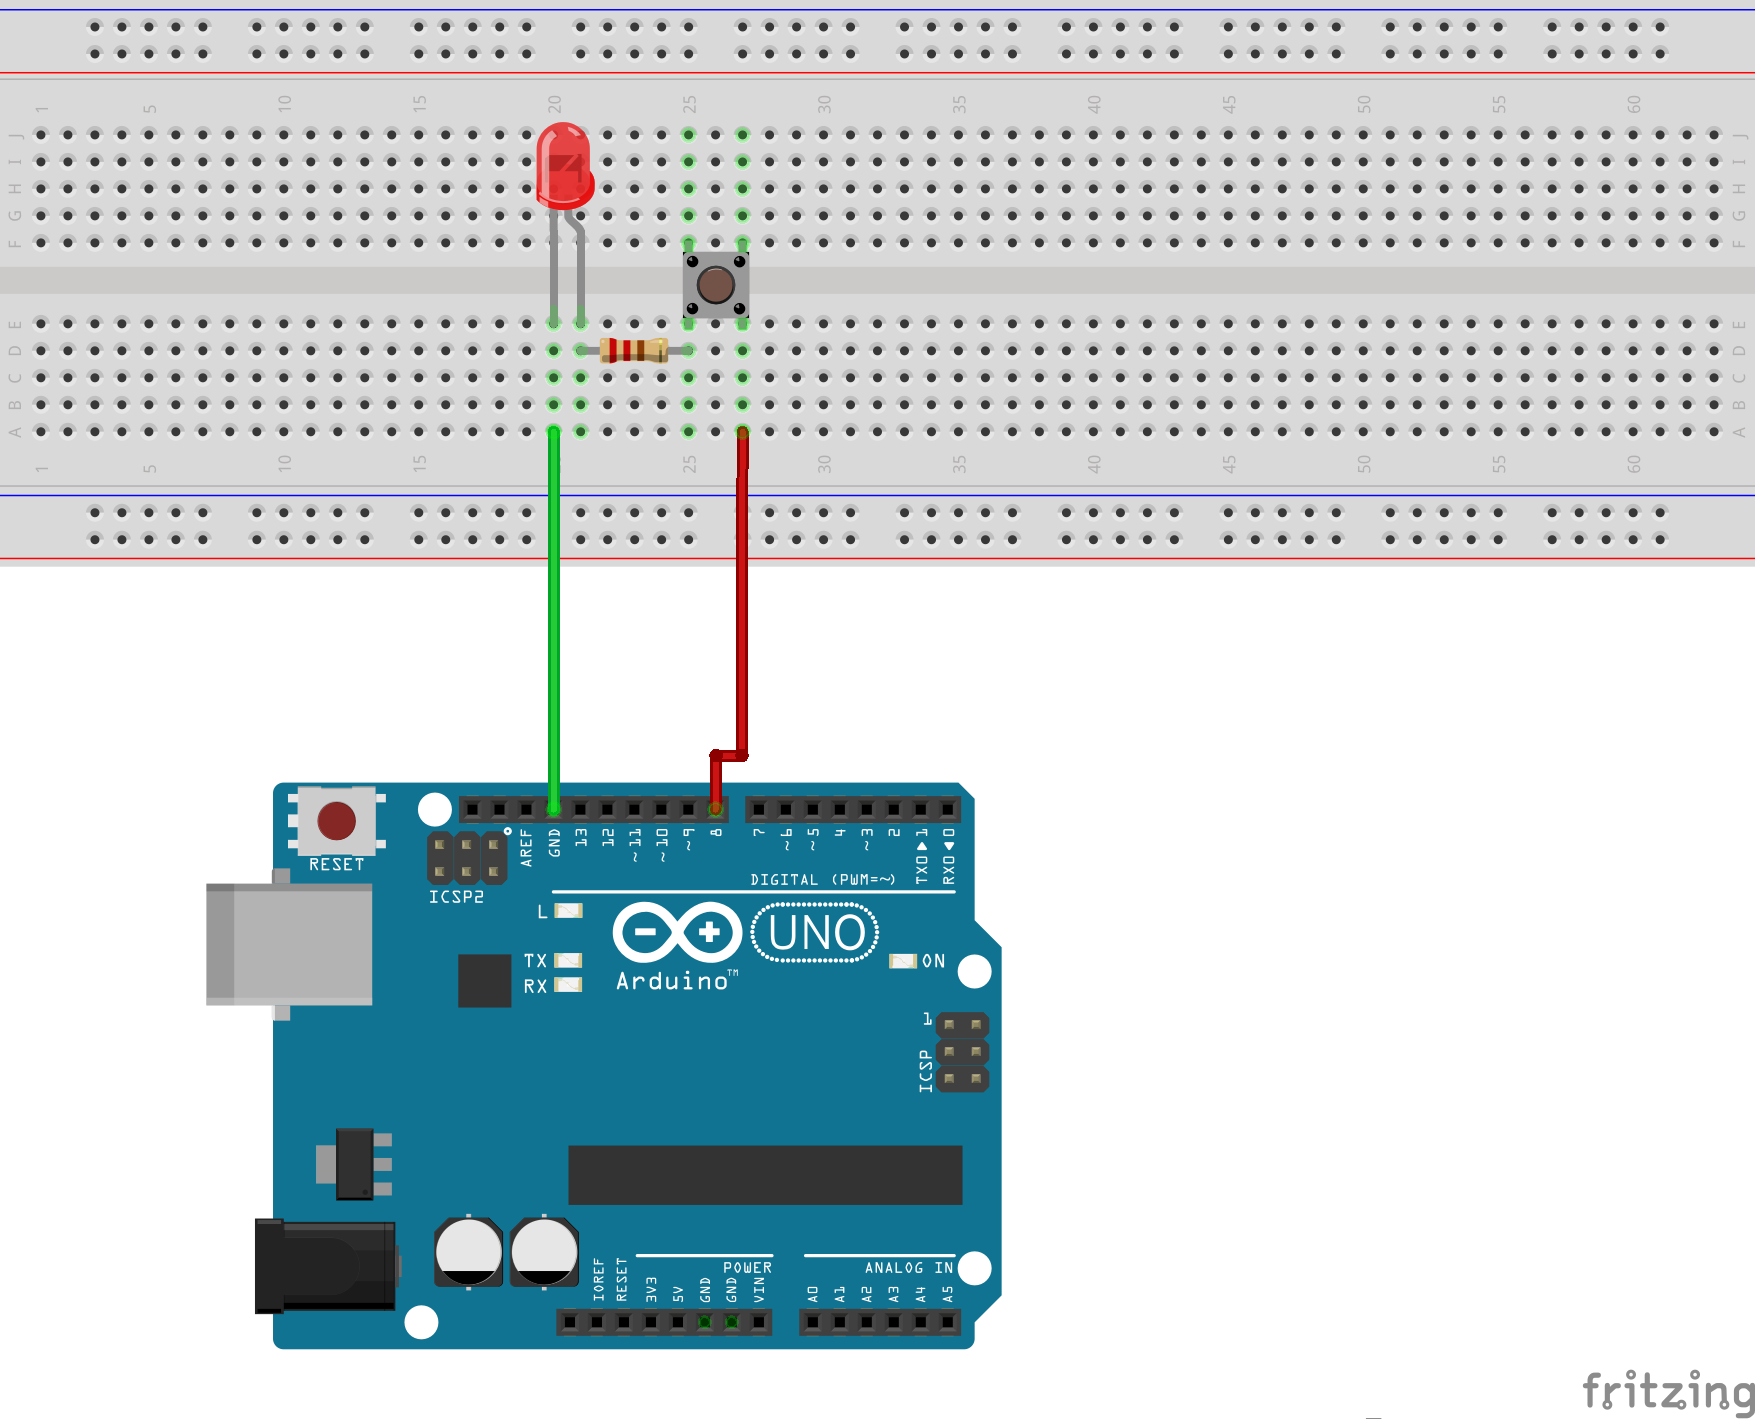 1 5 10 15 20 25 30 35 40 45 50 55 60
J J
I I
H H
G G
F F
E E
D D
C C
B B
A A
1 5 10 15 25 30 35 40 45 50 55 60
RESET
AREF GND 13 12 ~11 ~10 ~9 8 7 ~6 ~5 4 ~3 2 TX0▶1 RX0◀0
ICSP2
DIGITAL (PWM=~)
L
UNO
TX
ON
RX
Arduino™
1
ICSP
POWER
ANALOG IN
IOREF RESET 3V3 5V GND GND VIN A0 A1 A2 A3 A4 A5
fritzing